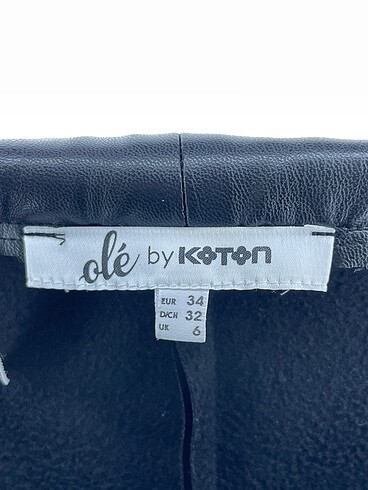 olé by KOTON
EUR 34
D/CH 32
UK 6